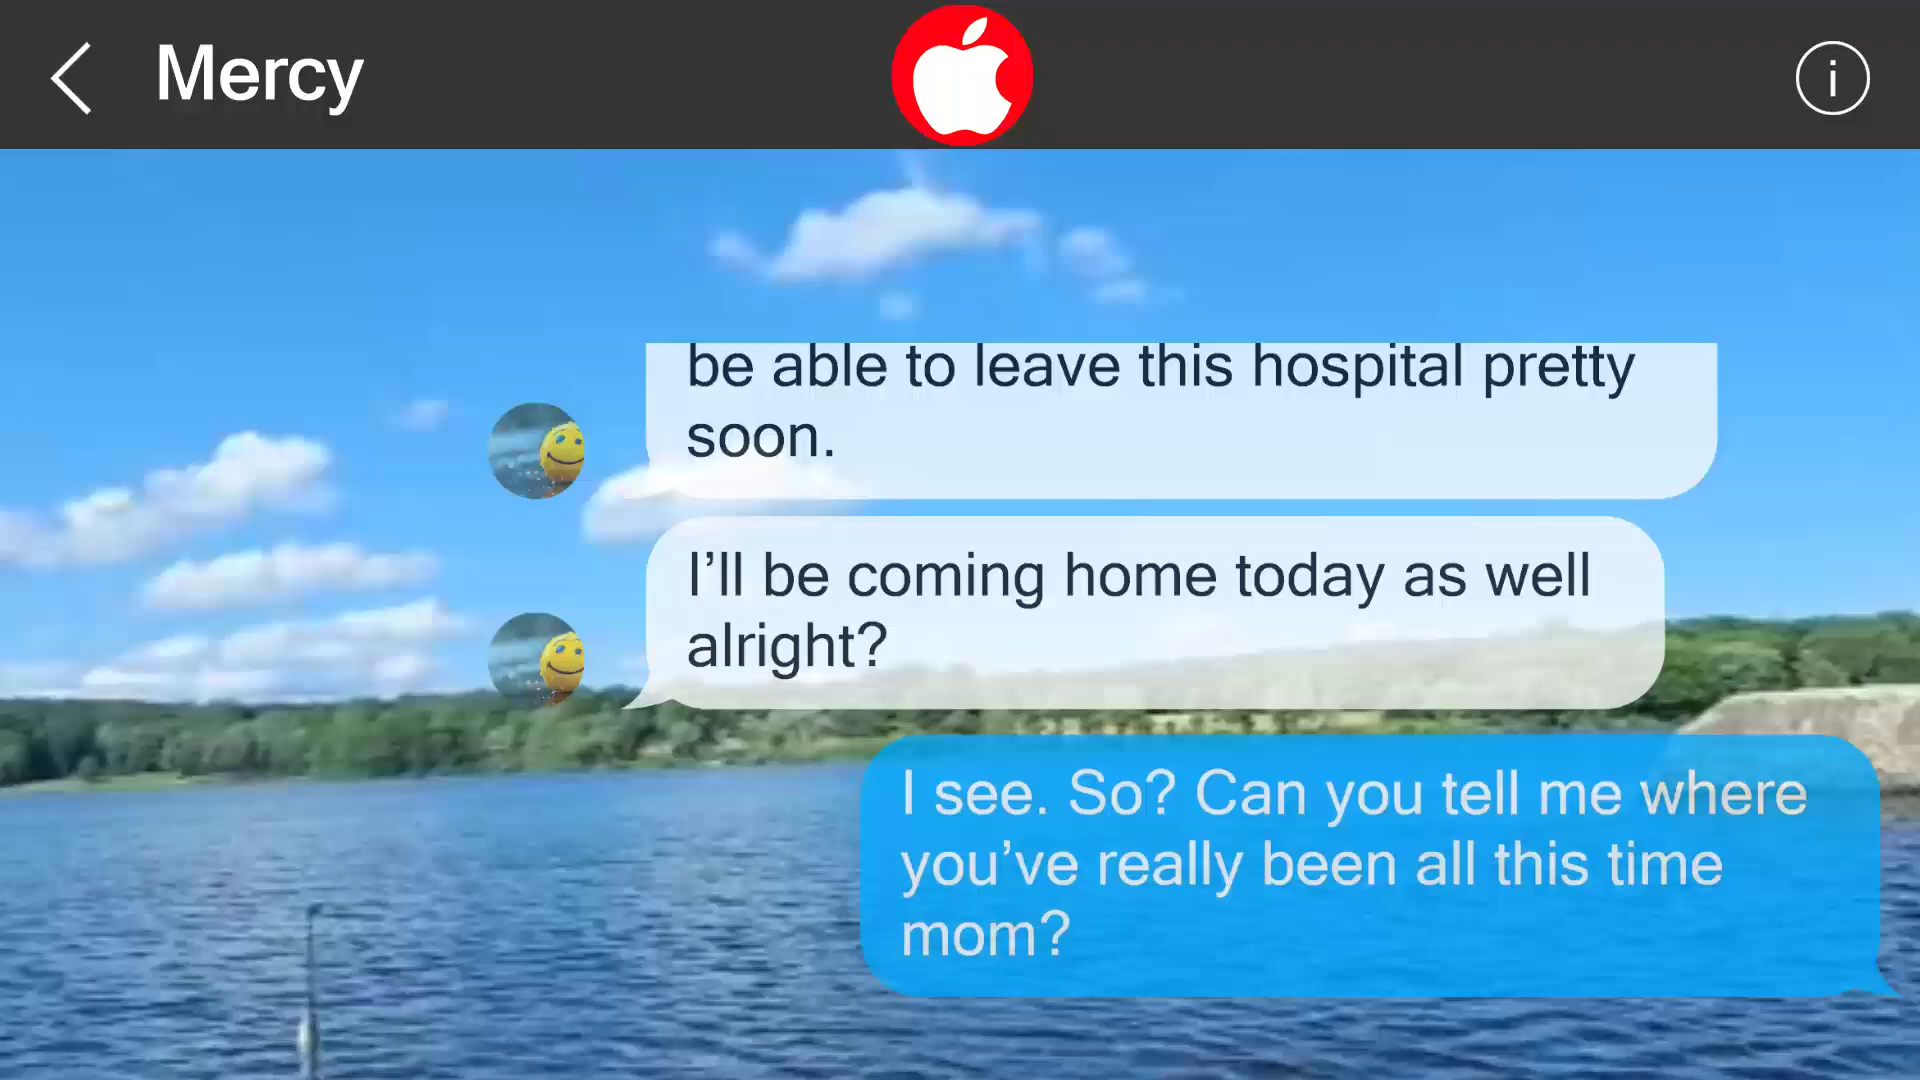 Mercy
be able to leave this hospital pretty
soon.
I’ll be coming home today as well
alright?
I see. So? Can you tell me where
you’ve really been all this time
mom?